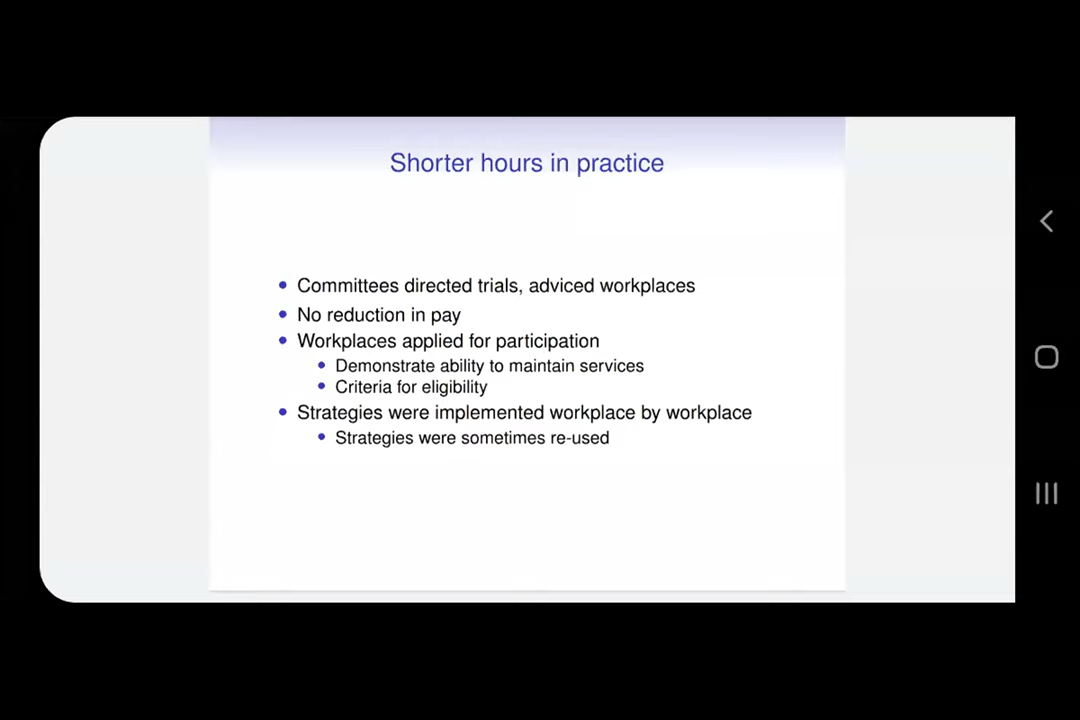 Shorter hours in practice
Committees directed trials, adviced workplaces
No reduction in pay
Workplaces applied for participation
Demonstrate ability to maintain services
Criteria for eligibility
Strategies were implemented workplace by workplace
Strategies were sometimes re-used